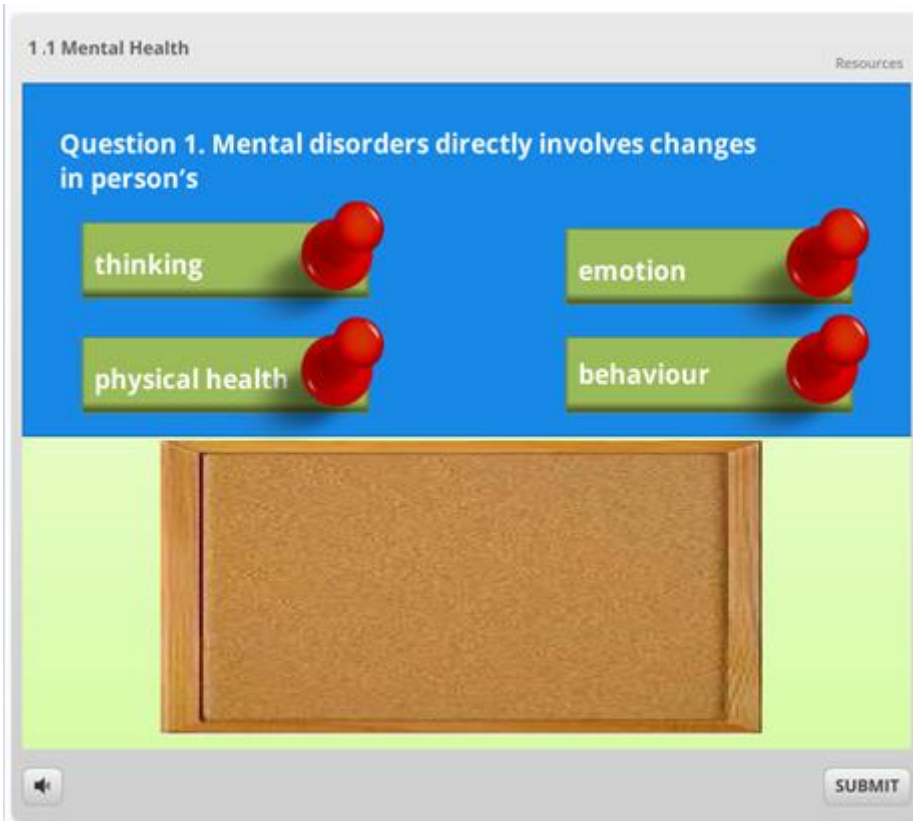 1 .1 Mental Health
Resources
Question 1. Mental disorders directly involves changes
in person’s
thinking
emotion
physical health
behaviour
SUBMIT